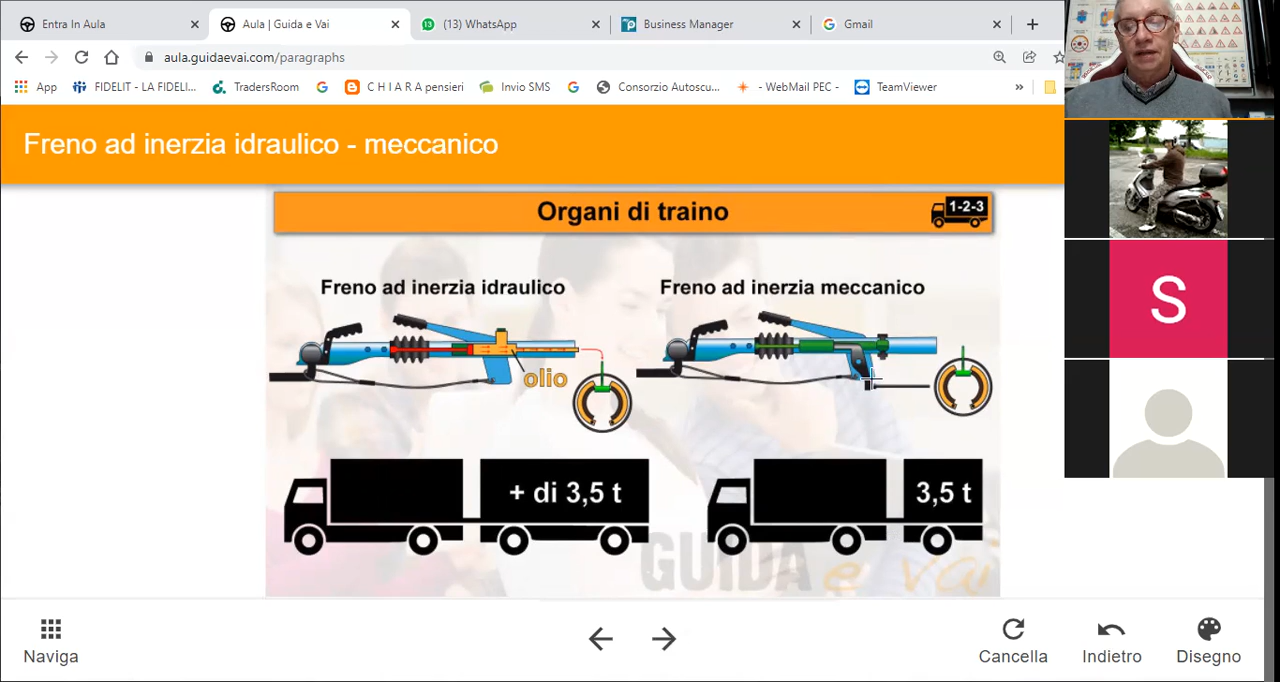 Entra In Aula
Aula | Guida e Vai
13
(13) WhatsApp
Business Manager
G
Gmail
aula.guidaevai.com/paragraphs
App
FIDELIT - LA FIDELI...
TradersRoom
G
C H I A R A pensieri
Invio SMS
G
Consorzio Autoscu...
- WebMail PEC -
TeamViewer
»
Freno ad inerzia idraulico - meccanico
Organi di traino
1-2-3
Freno ad inerzia idraulico
Freno ad inerzia meccanico
olio
+ di 3,5 t
3,5 t
GUIDA e vai
S
Naviga
Cancella
Indietro
Disegno